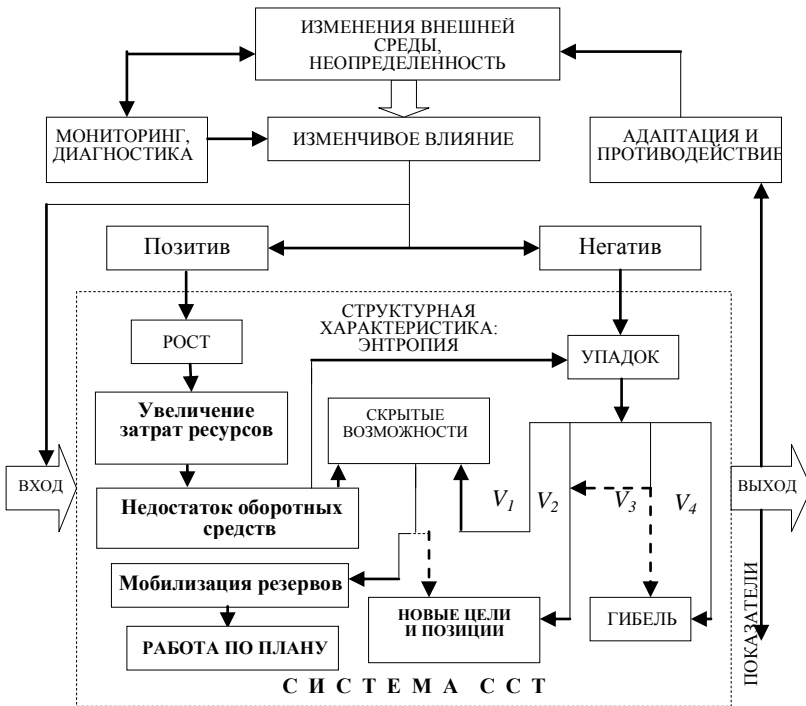 ИЗМЕНЕНИЯ ВНЕШНЕЙ
СРЕДЫ,
НЕОПРЕДЕЛЕННОСТЬ
МОНИТОРИНГ,
ДИАГНОСТИКА
ИЗМЕНЧИВОЕ ВЛИЯНИЕ
АДАПТАЦИЯ И
ПРОТИВОДЕЙСТВИЕ
Позитив
Негатив
СТРУКТУРНАЯ
ХАРАКТЕРИСТИКА:
ЭНТРОПИЯ
РОСТ
УПАДОК
Увеличение
затрат ресурсов
СКРЫТЫЕ
ВОЗМОЖНОСТИ
ВХОД
ВЫХОД
Недостаток оборотных
средств
V1
V2
V3
V4
Мобилизация резервов
НОВЫЕ ЦЕЛИ
И ПОЗИЦИИ
ГИБЕЛЬ
ПОКАЗАТЕЛИ
РАБОТА ПО ПЛАНУ
С И С Т Е М А С С Т